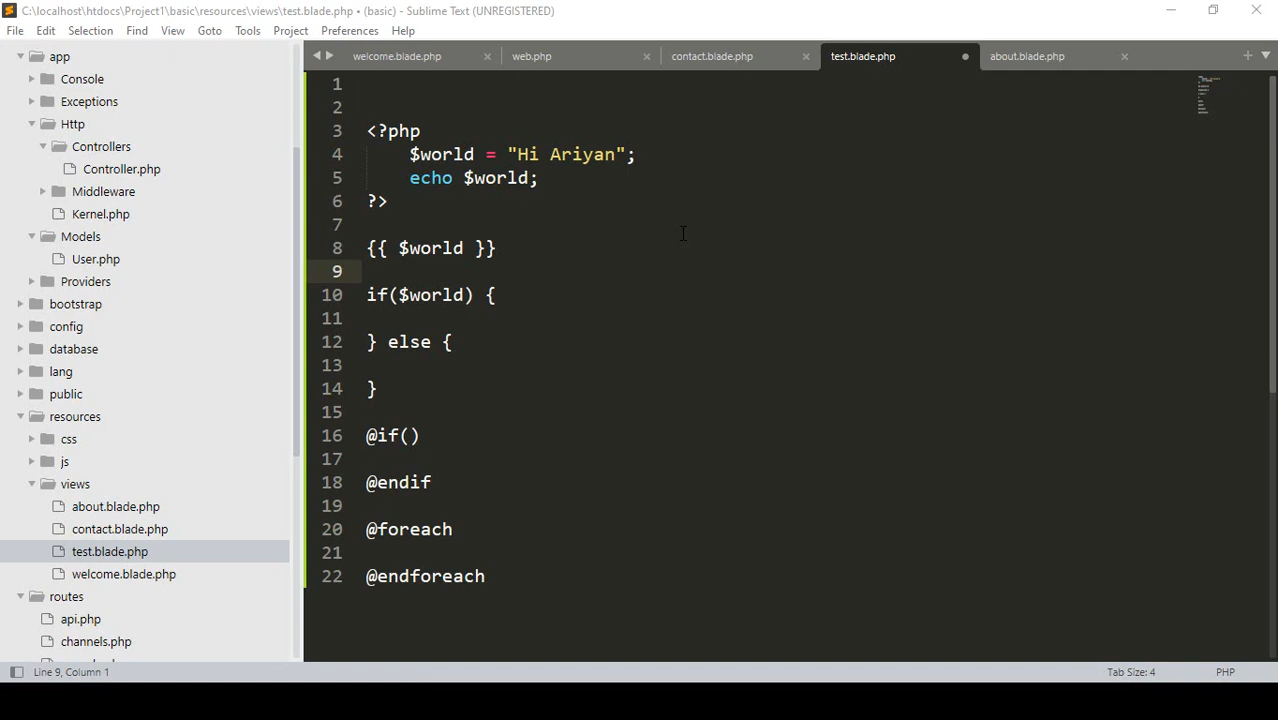 C:\localhost\htdocs\Project1\basic\resources\views\test.blade.php • (basic) - Sublime Text (UNREGISTERED)
File Edit Selection Find View Goto Tools Project Preferences Help
app
Console
Exceptions
Http
Controllers
Controller.php
Middleware
Kernel.php
Models
User.php
Providers
bootstrap
config
database
lang
public
resources
css
js
views
about.blade.php
contact.blade.php
test.blade.php
welcome.blade.php
routes
api.php
channels.php
welcome.blade.php × web.php × contact.blade.php × test.blade.php • about.blade.php ×
1
2
3 <?php
4     $world = "Hi Ariyan";
5     echo $world;
6 ?>
7
8 {{ $world }}
9
10 if($world) {
11
12 } else {
13
14 }
15
16 @if()
17
18 @endif
19
20 @foreach
21
22 @endforeach
Line 9, Column 1 Tab Size: 4 PHP